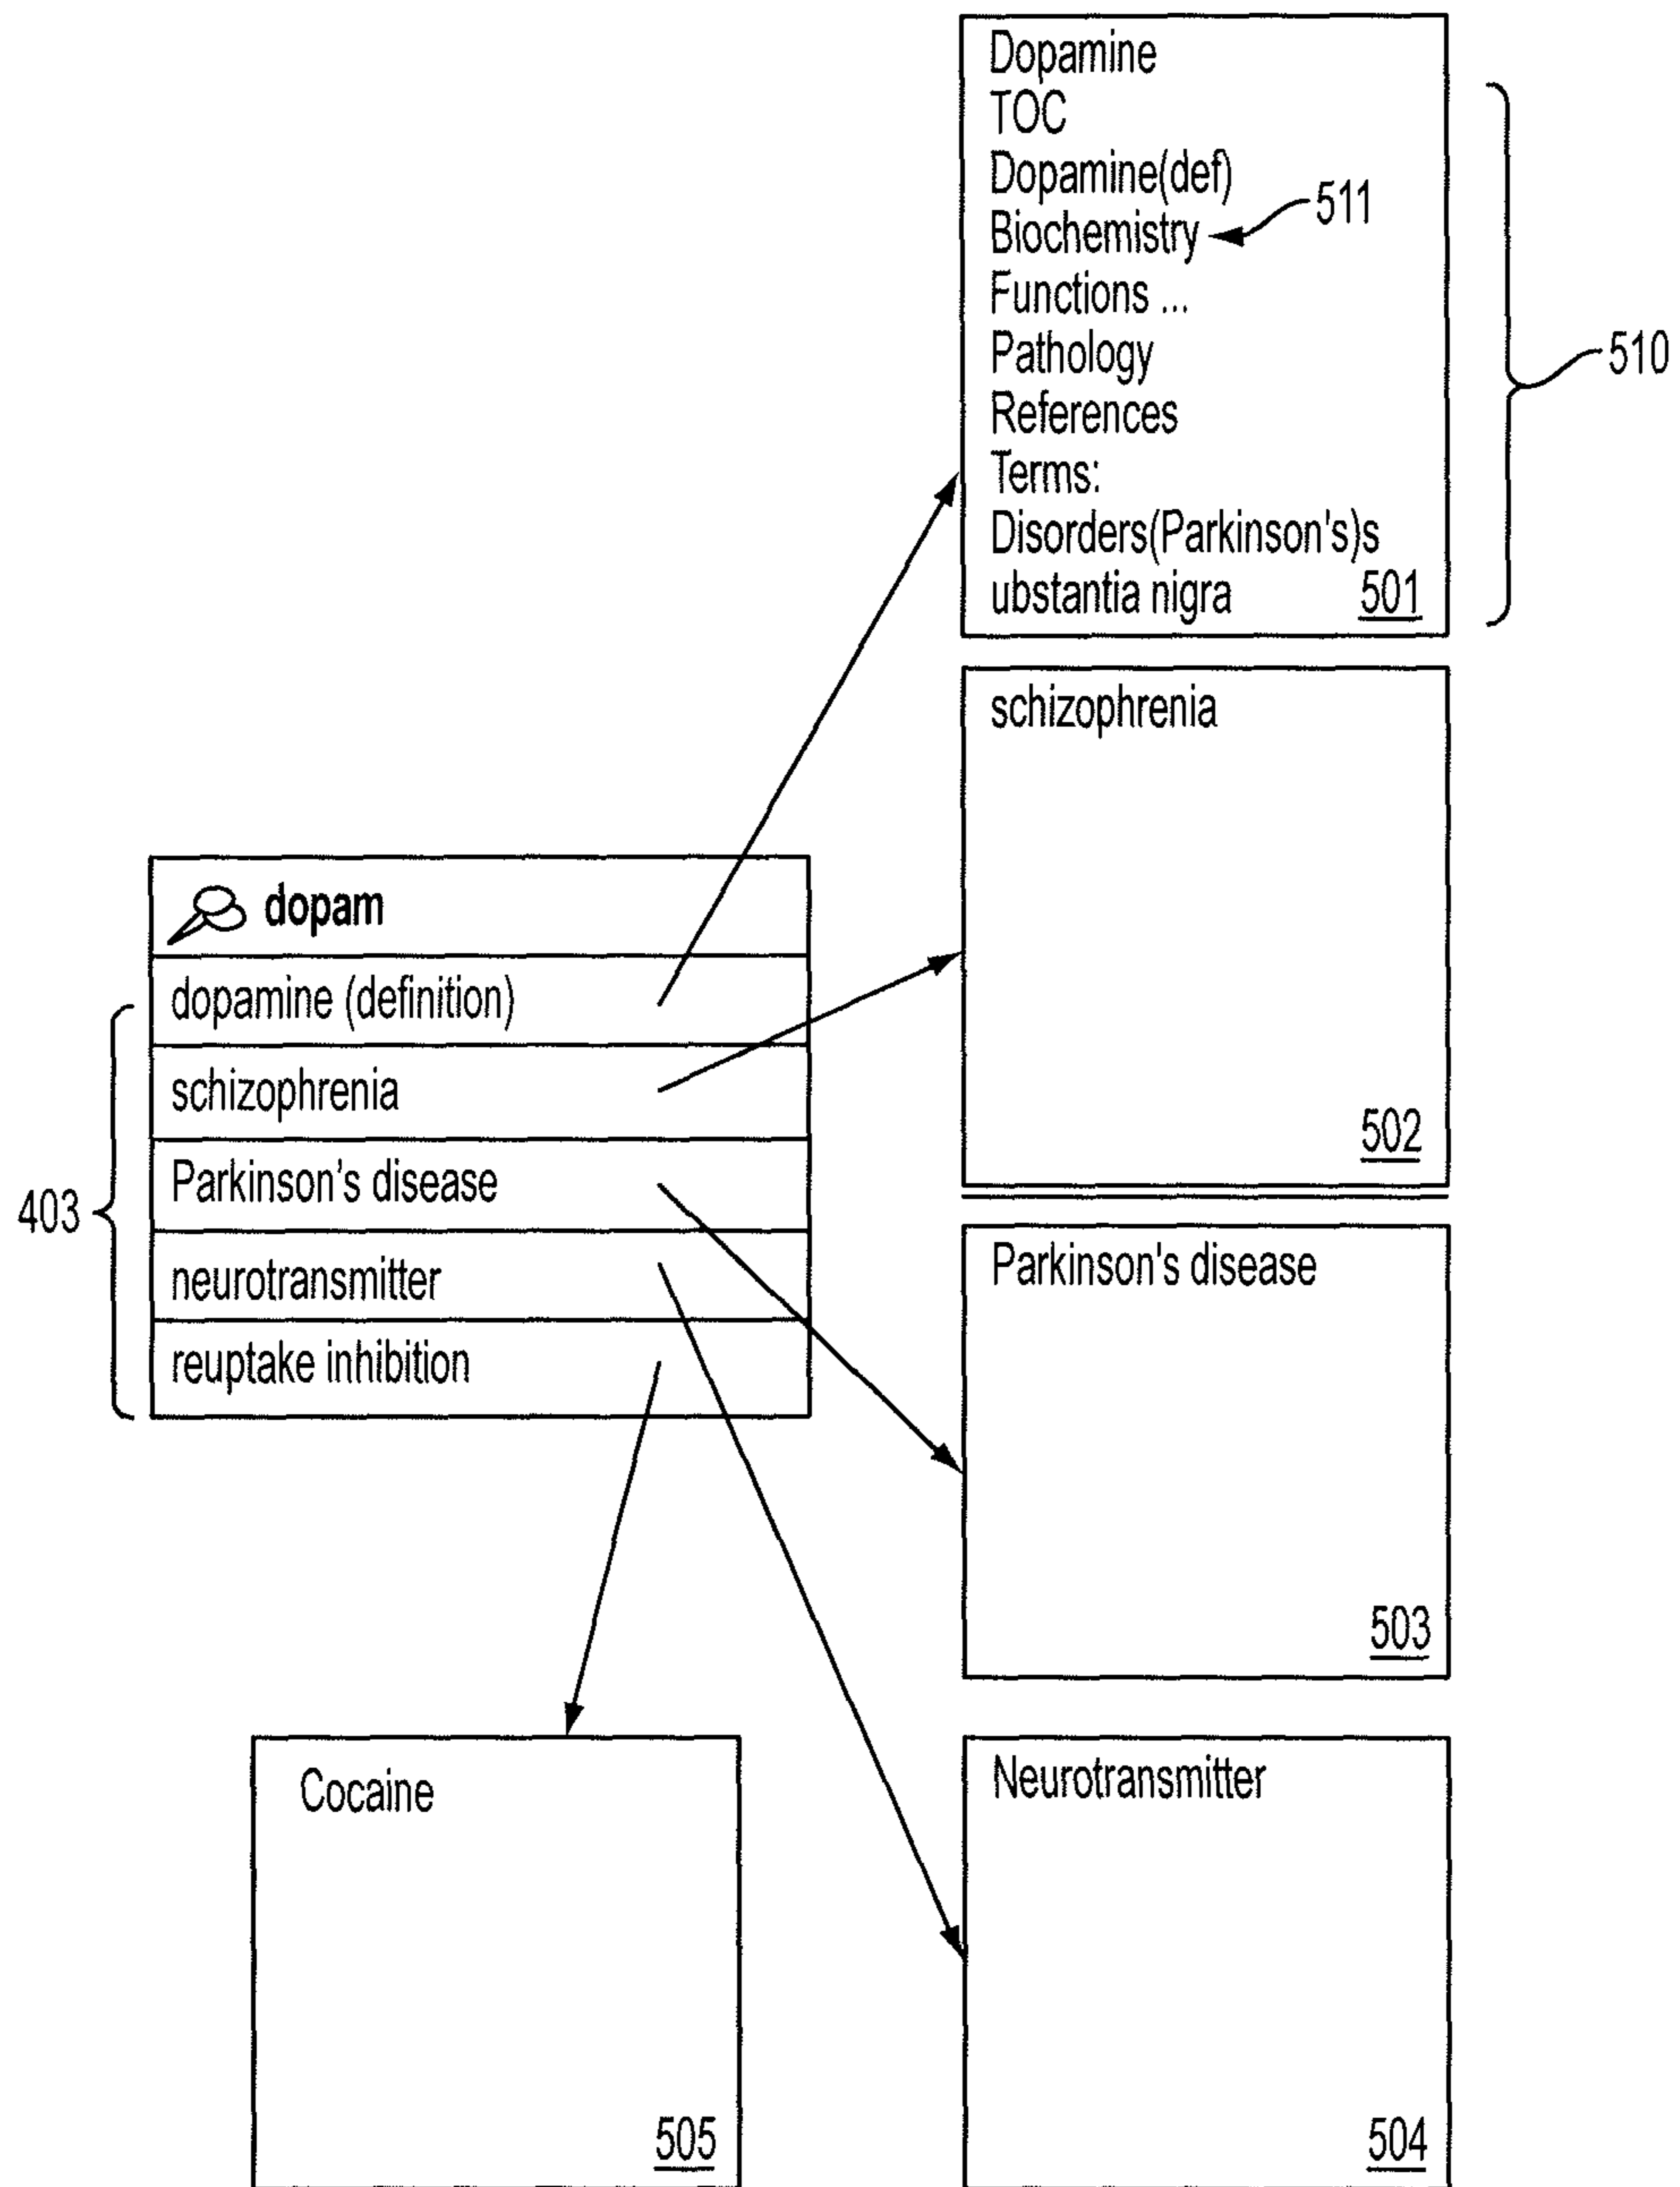 Dopamine
TOC
Dopamine(def)
Biochemistry
511
Functions ...
Pathology
510
References
Terms:
Disorders(Parkinson's)s
ubstantia nigra
501
schizophrenia
502
dopam
dopamine (definition)
schizophrenia
Parkinson's disease
neurotransmitter
reuptake inhibition
403
Parkinson's disease
503
Cocaine
505
Neurotransmitter
504